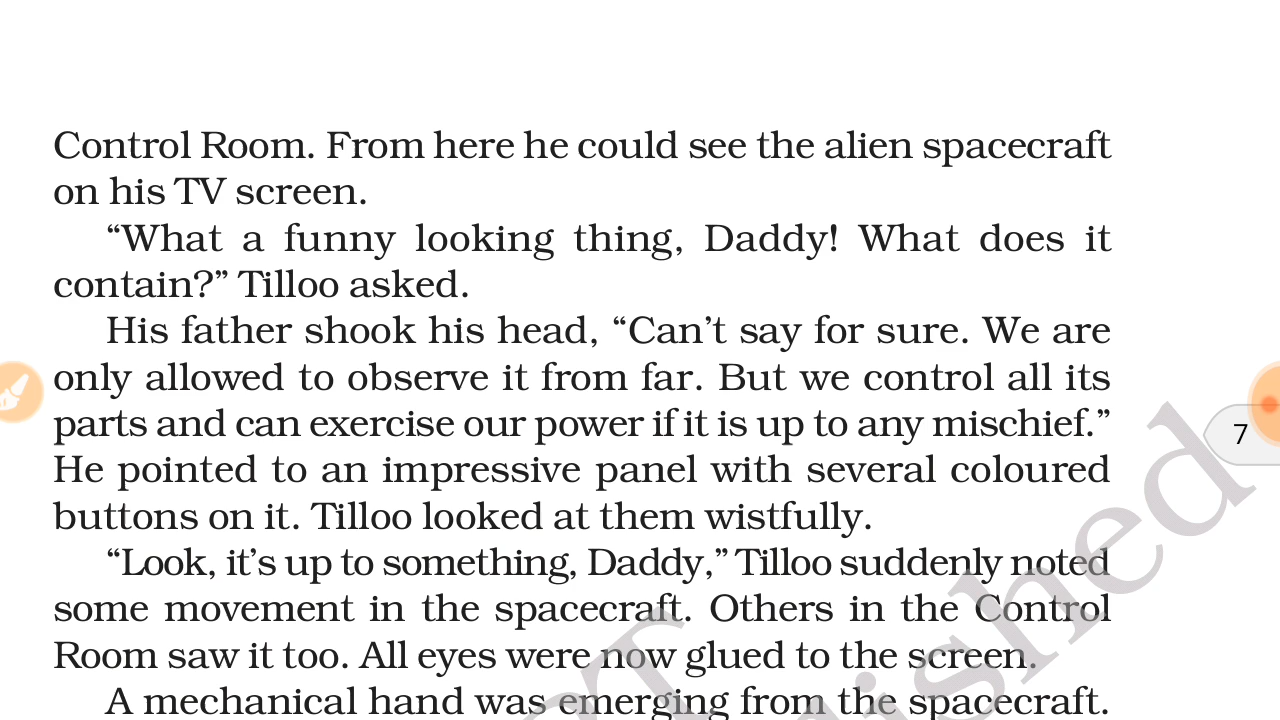 Control Room. From here he could see the alien spacecraft
on his TV screen.
“What a funny looking thing, Daddy! What does it
contain?” Tilloo asked.
His father shook his head, “Can’t say for sure. We are
only allowed to observe it from far. But we control all its
parts and can exercise our power if it is up to any mischief.”
He pointed to an impressive panel with several coloured
buttons on it. Tilloo looked at them wistfully.
“Look, it’s up to something, Daddy,” Tilloo suddenly noted
some movement in the spacecraft. Others in the Control
Room saw it too. All eyes were now glued to the screen.
A mechanical hand was emerging from the spacecraft.
7